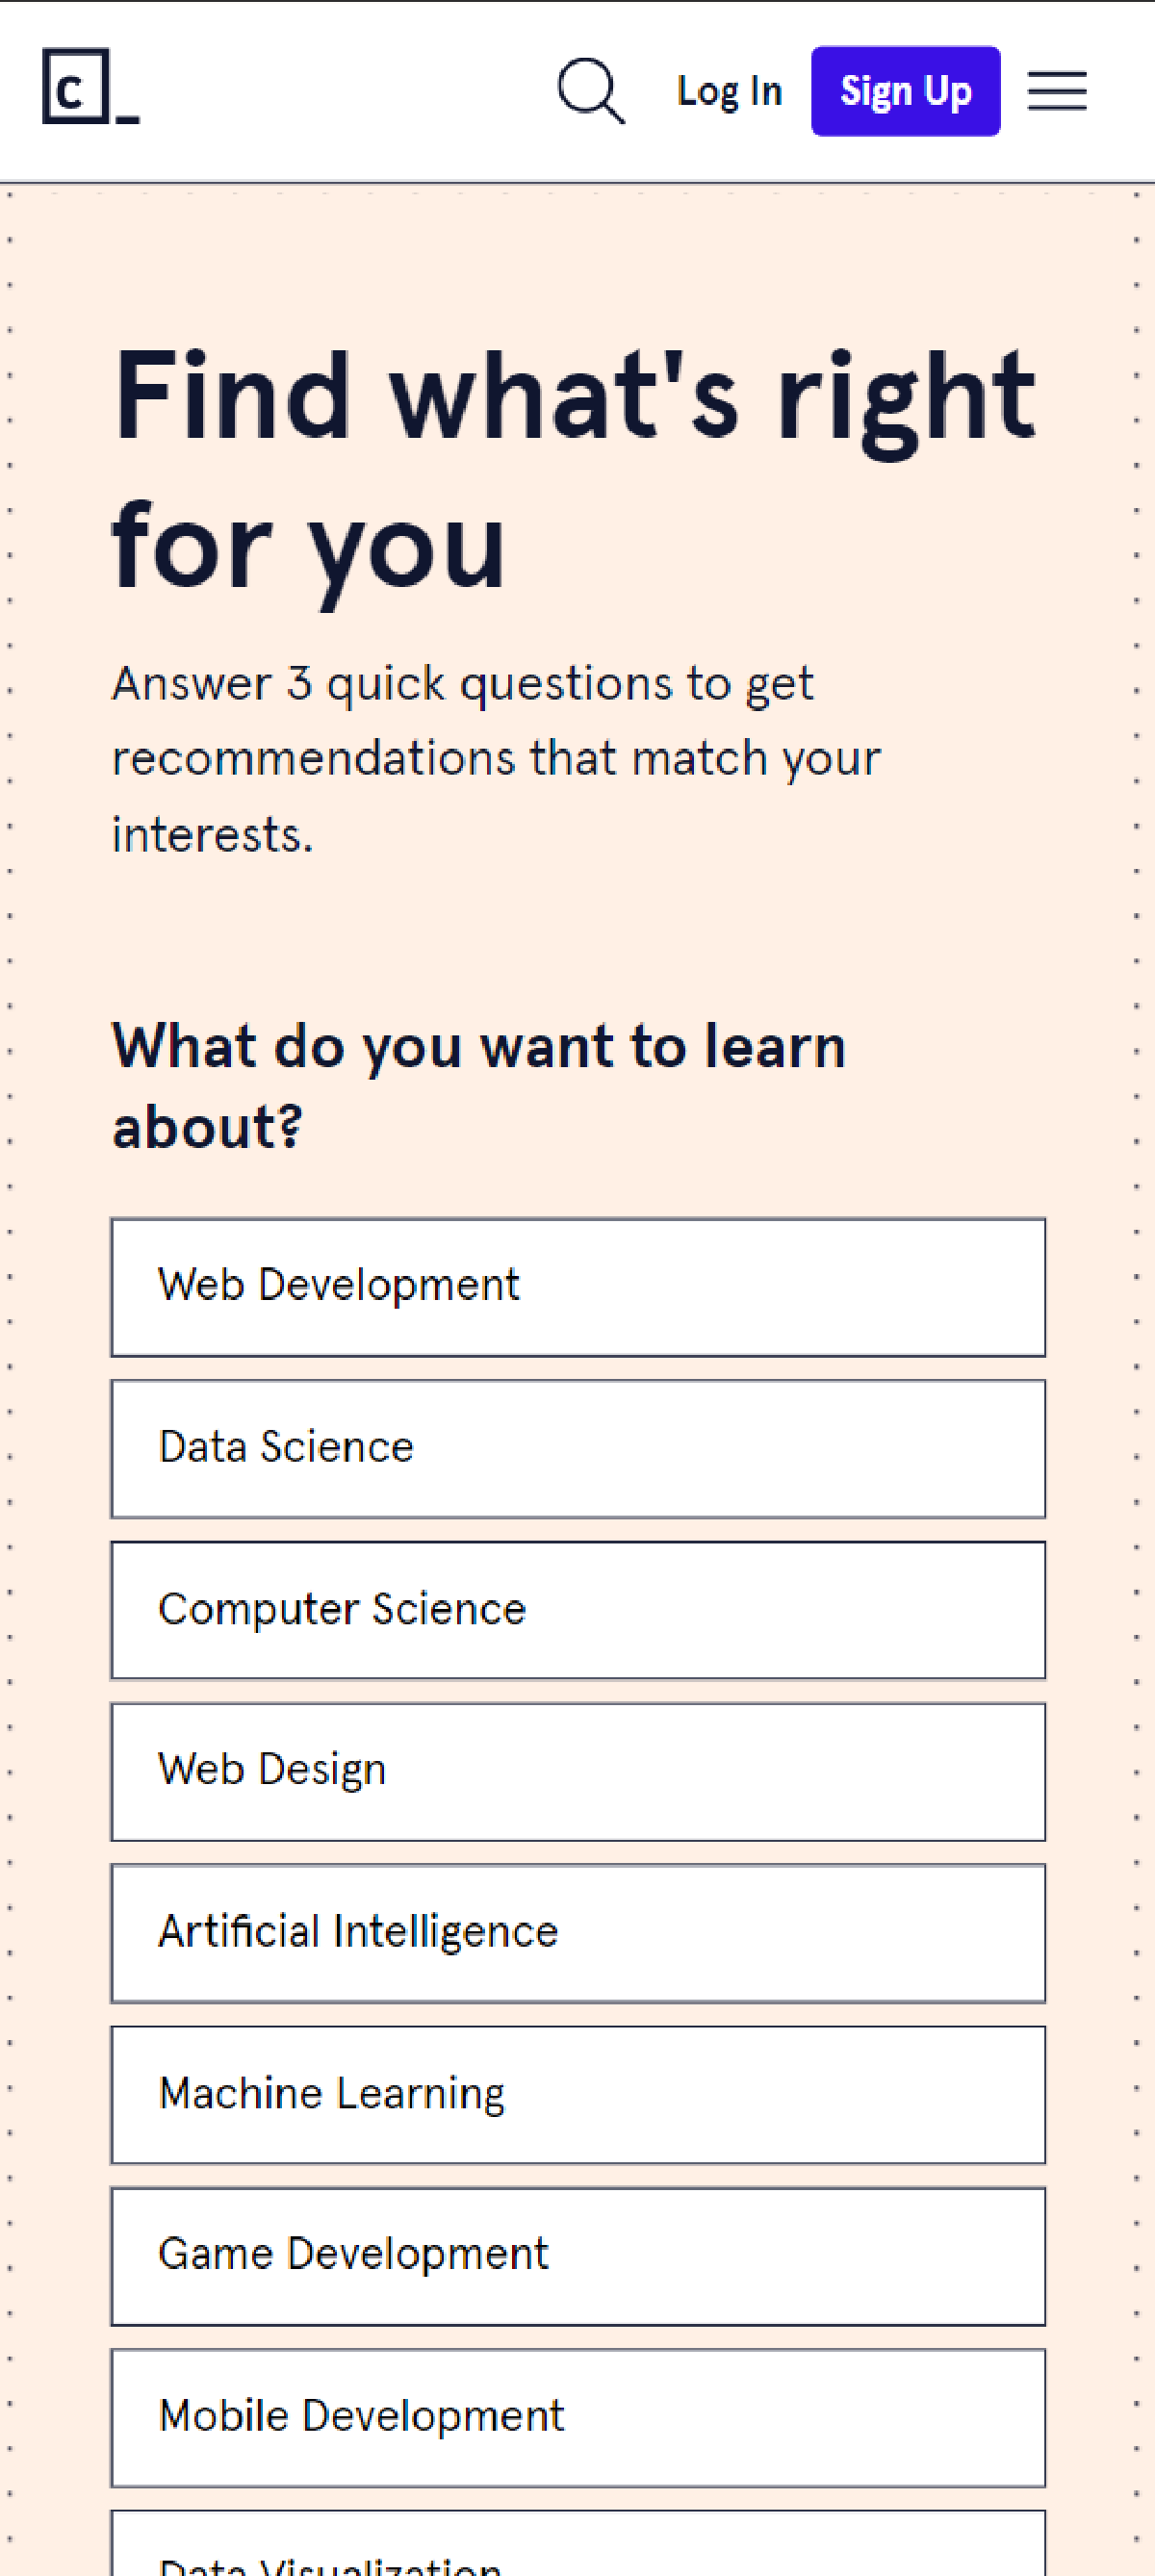 c_
Log In
Sign Up
Find what's right
for you
Answer 3 quick questions to get
recommendations that match your
interests.
What do you want to learn
about?
Web Development
Data Science
Computer Science
Web Design
Artificial Intelligence
Machine Learning
Game Development
Mobile Development
Data Visualization